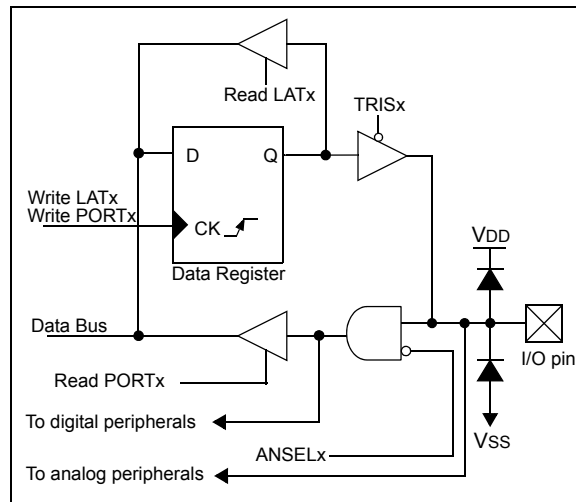 Read LATx
TRISx
D Q
Write LATx
Write PORTx
CK
Data Register
VDD
Data Bus
I/O pin
Read PORTx
To digital peripherals
ANSELx
VSS
To analog peripherals